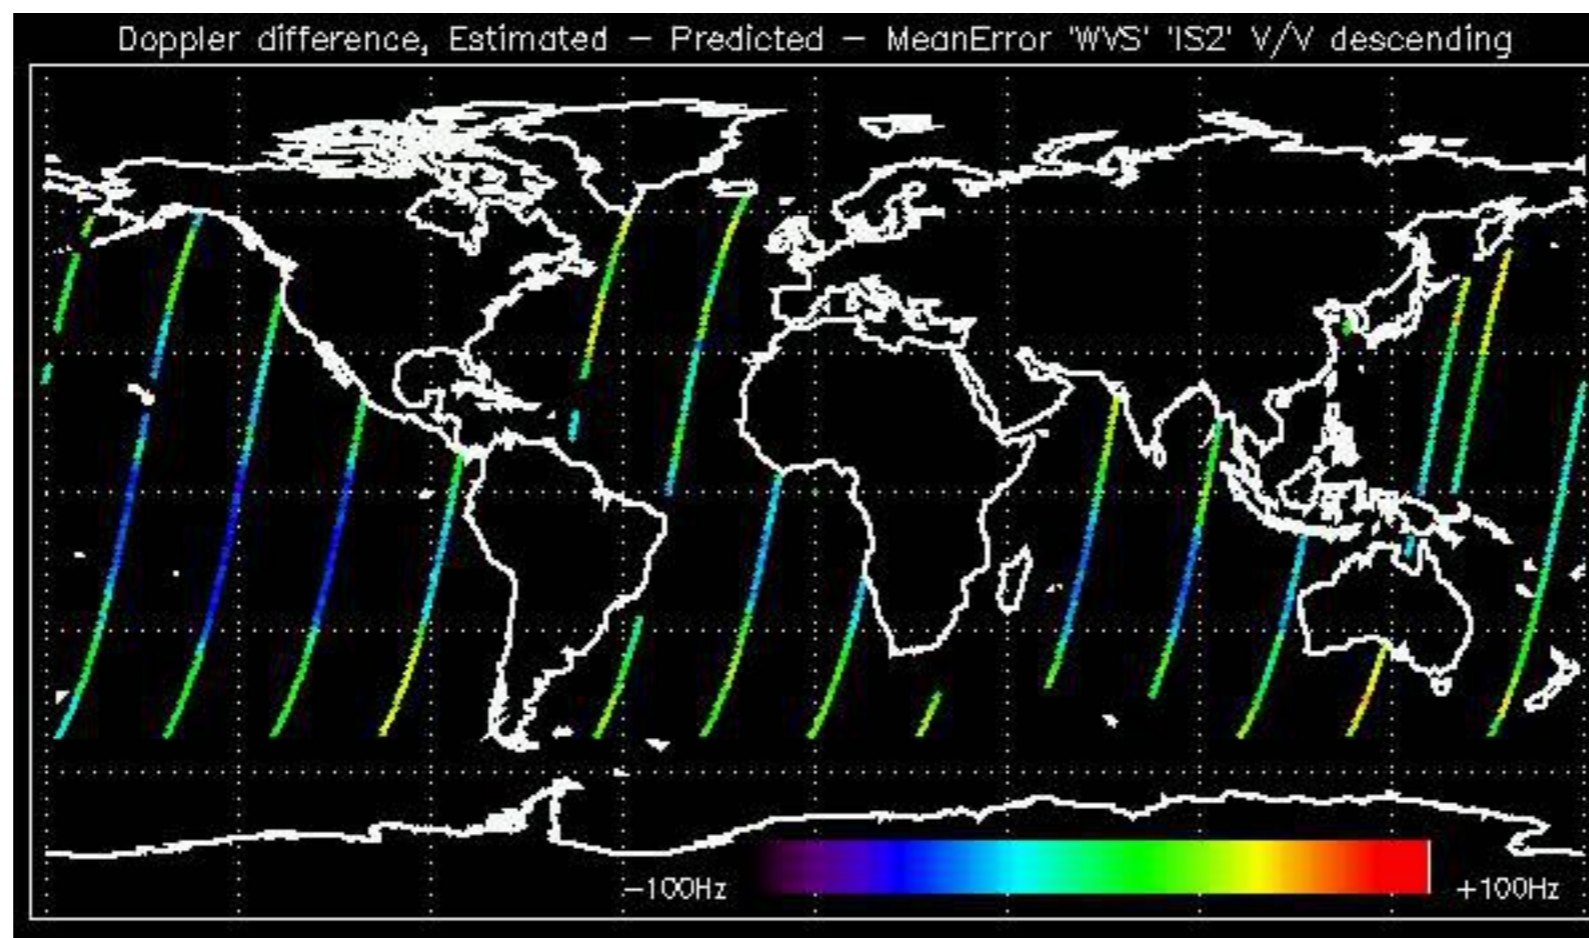 Doppler difference, Estimated – Predicted – MeanError 'WVS' 'IS2' V/V descending
–100Hz +100Hz